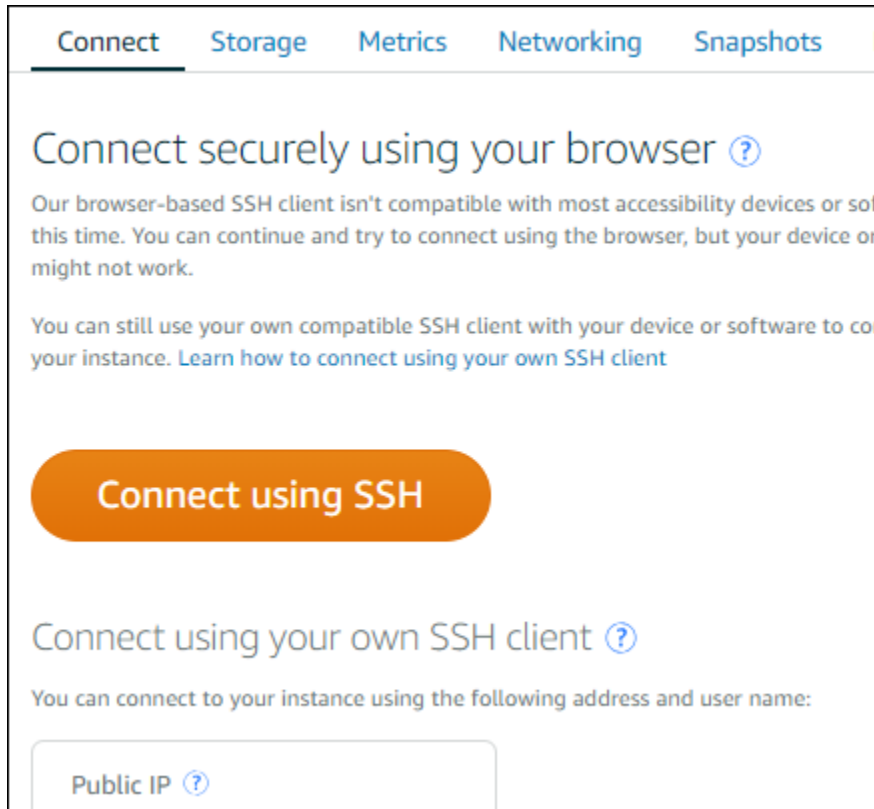 Connect Storage Metrics Networking Snapshots
Connect securely using your browser ?
Our browser-based SSH client isn't compatible with most accessibility devices or
this time. You can continue and try to connect using the browser, but your device
might not work.
You can still use your own compatible SSH client with your device or software to
your instance. Learn how to connect using your own SSH client
Connect using SSH
Connect using your own SSH client ?
You can connect to your instance using the following address and user name:
Public IP ?